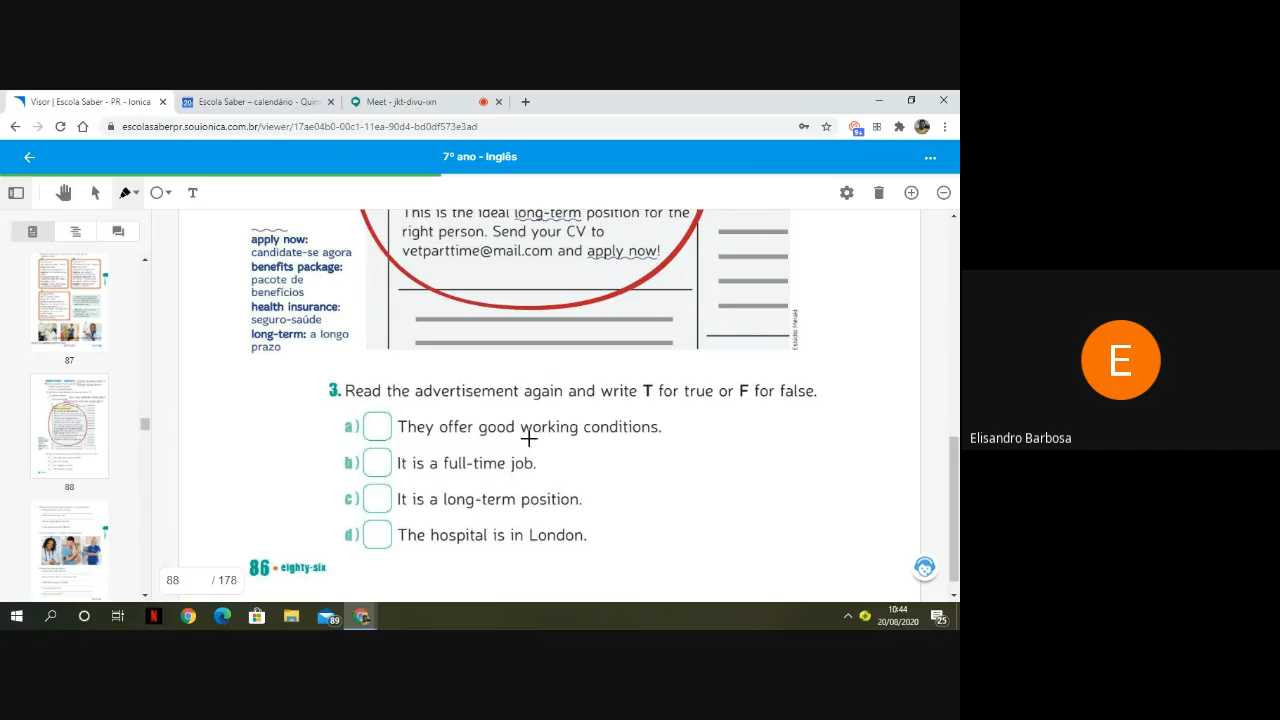 Visor | Escola Saber - PR - Ionica
Escola Saber – calendário - Quin
Meet - jkt-divu-ixn
escolasaberpr.souionica.com.br/viewer/17ae04b0-00c1-11ea-90d4-bd0df573e3ad
9+
7º ano - Inglês
T
87
88
88 / 178
This is the ideal long-term position for the
right person. Send your CV to
vetparttime@mail.com and apply now!
apply now:
candidate-se agora
benefits package:
pacote de
benefícios
health insurance:
seguro-saúde
long-term: a longo
prazo
Estúdio Meraki
3. Read the advertisement again and write T for true or F for false.
a) They offer good working conditions.
b) It is a full-time job.
c) It is a long-term position.
d) The hospital is in London.
86 • eighty-six
E
Elisandro Barbosa
89
10:44
20/08/2020
25